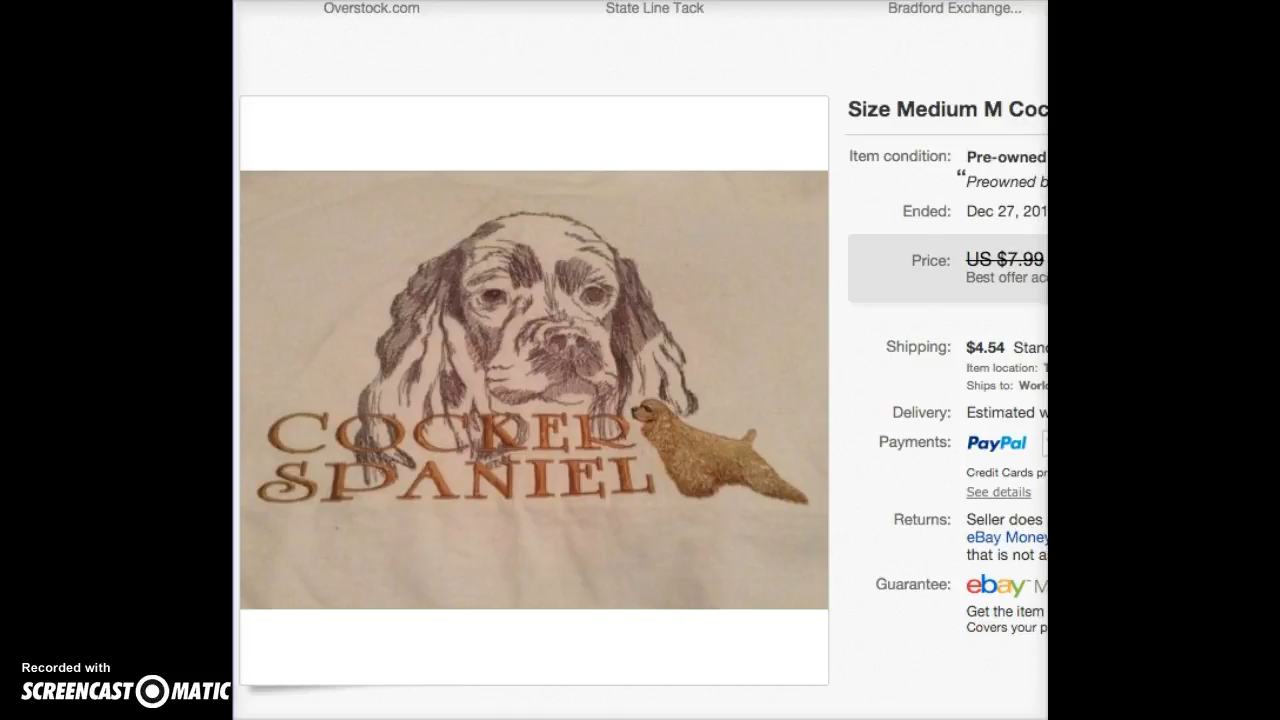 Overstock.com State Line Tack Bradford Exchange...
Size Medium M Coc
Item condition: Pre-owned
“Preowned b
Ended: Dec 27, 201
Price: US $7.99
Best offer ac
Shipping: $4.54 Stand
Item location:
Ships to: Worl
Delivery: Estimated w
Payments: PayPal
Credit Cards pr
See details
Returns: Seller does
eBay Money
that is not a
Guarantee: ebay™ M
Get the item
Covers your p
COCKER
SPANIEL
Recorded with
SCREENCAST O MATIC